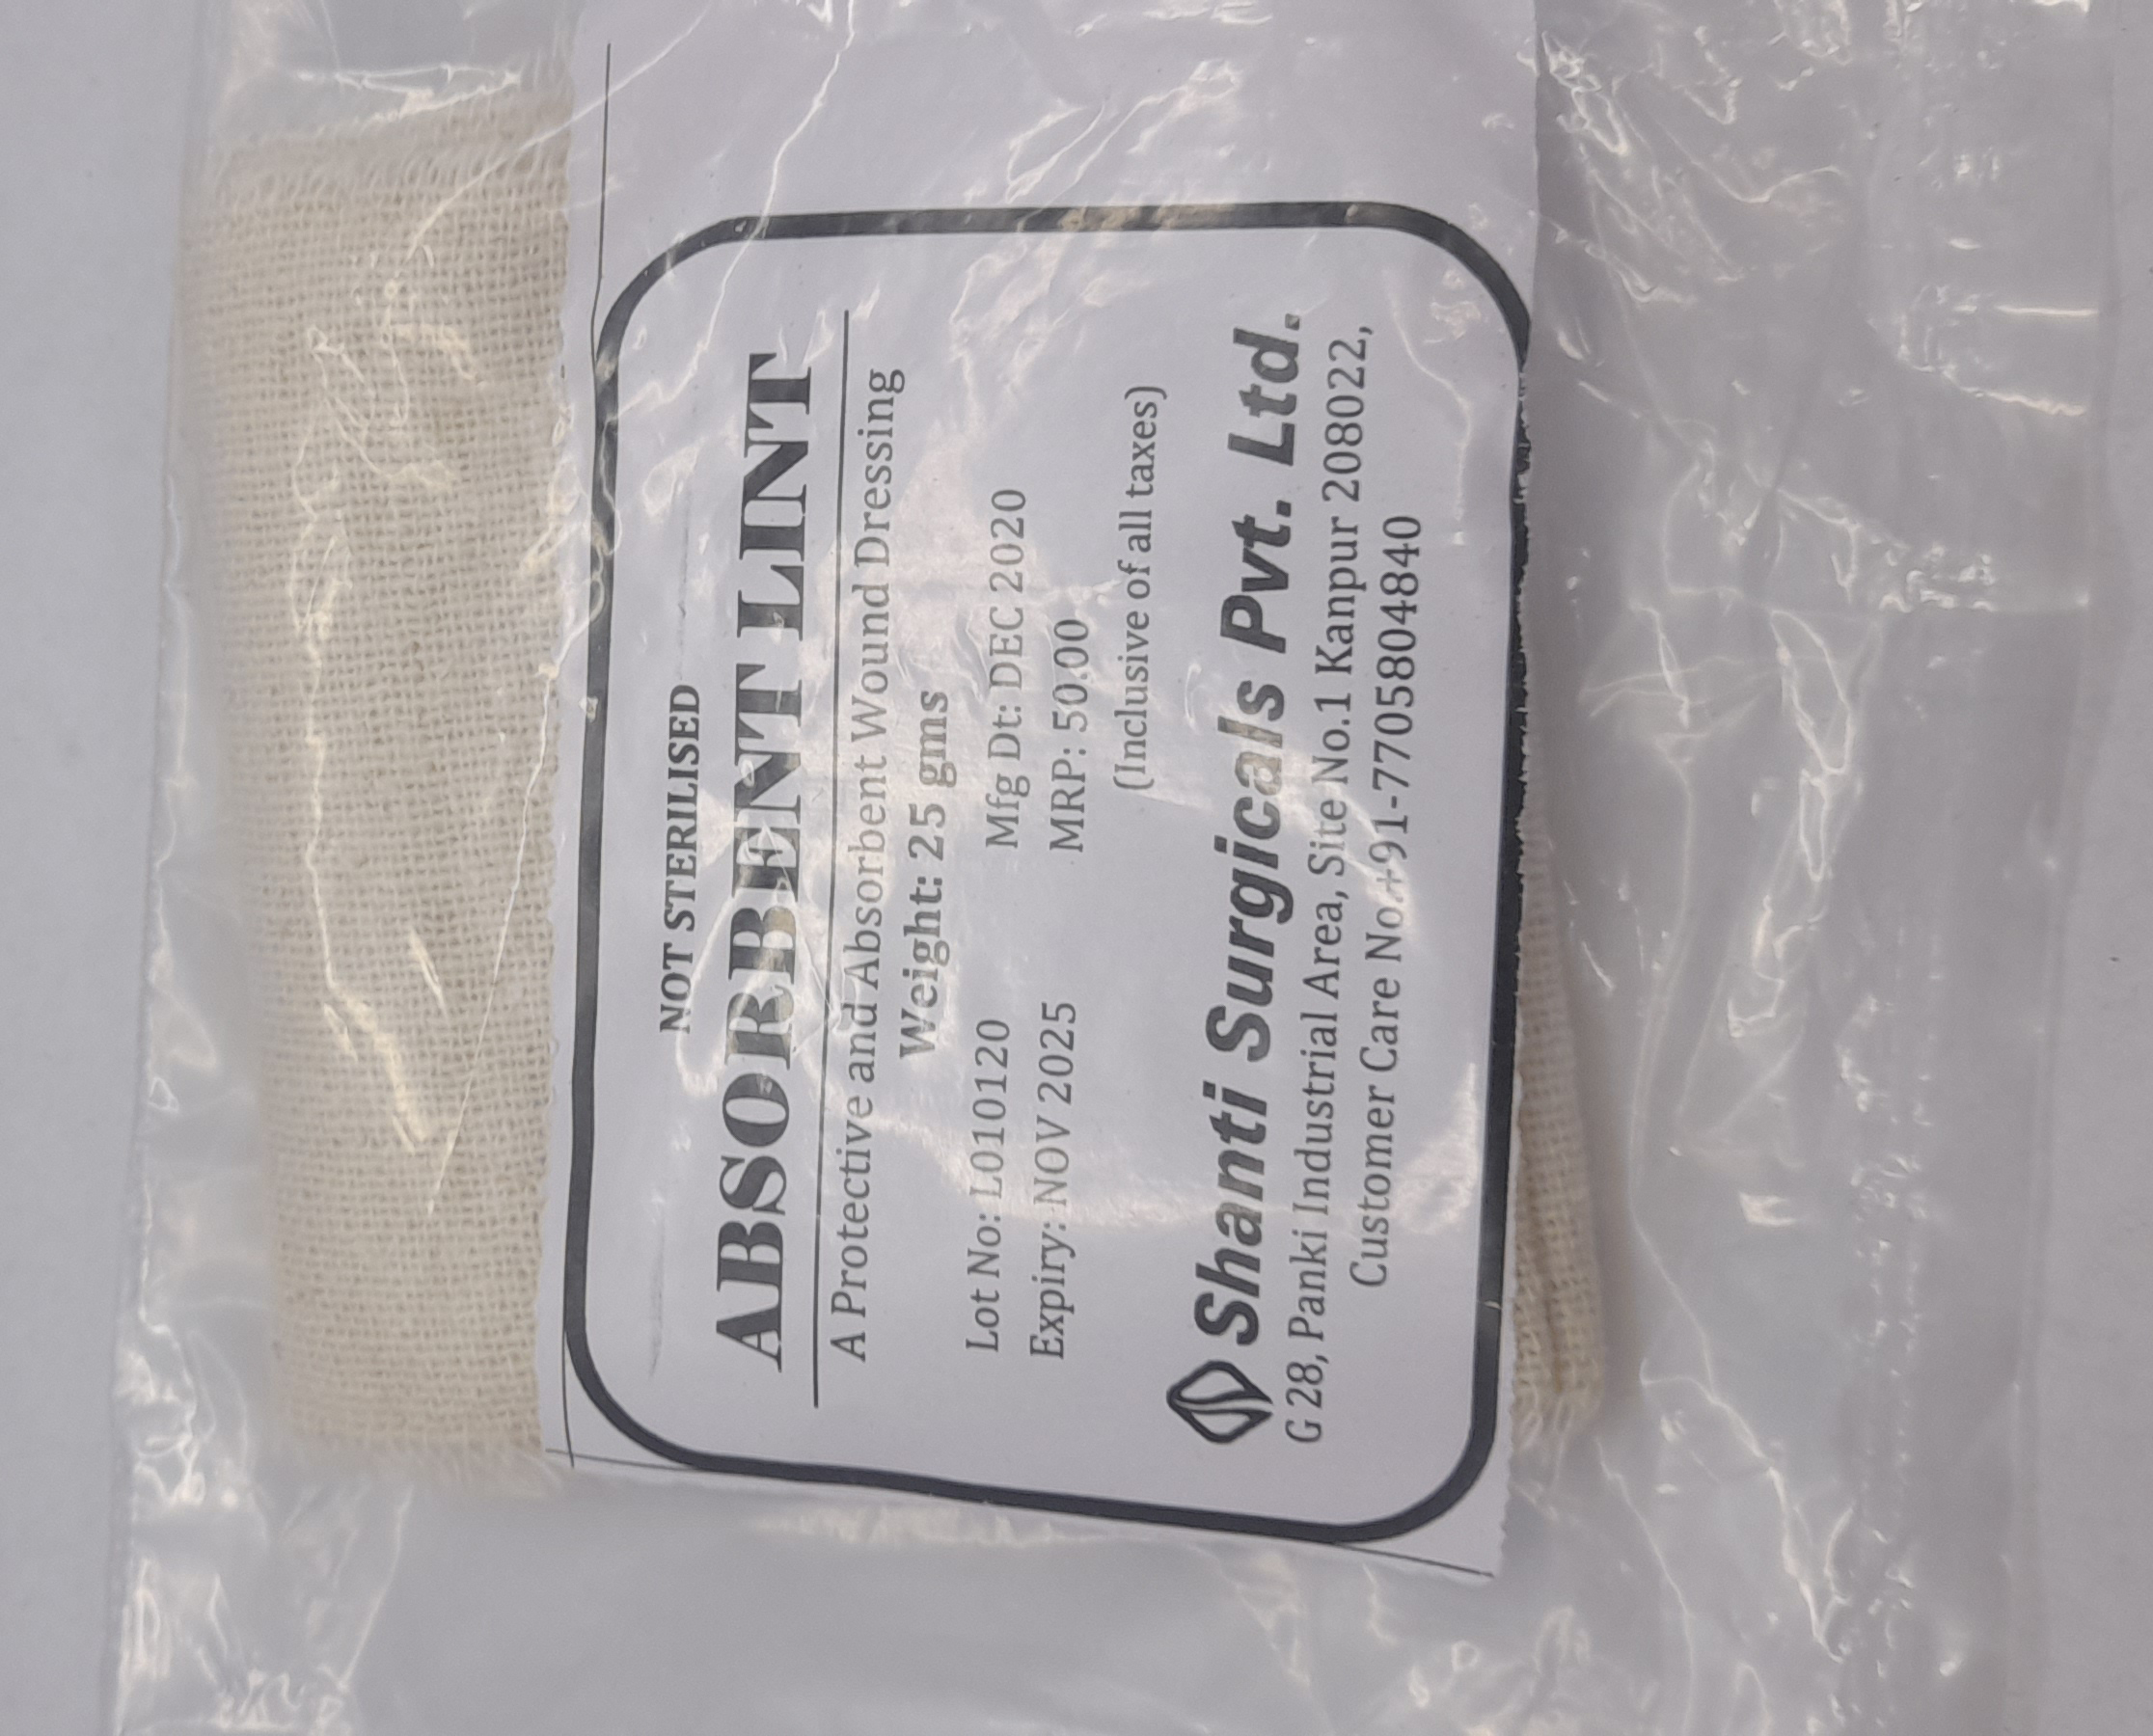 NOT STERILISED
ABSORBENT LINT
A Protective and Absorbent Wound Dressing
Weight: 25 gms
Lot No: L010120 Mfg Dt: DEC 2020
Expiry: NOV 2025 MRP: 50.00
(Inclusive of all taxes)
Shanti Surgicals Pvt. Ltd.
G 28, Panki Industrial Area, Site No.1 Kanpur 208022,
Customer Care No.+91-7705804840